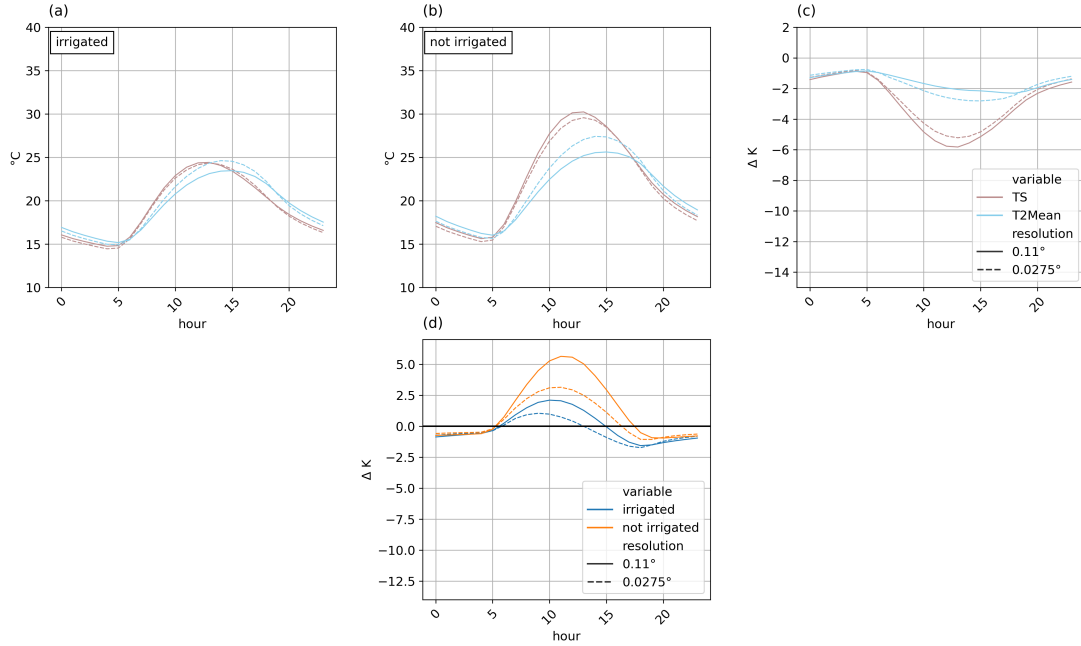 (a)
40
35
30
25
20
15
10
°C
irrigated
0
5
10
15
20
hour
(b)
40
35
30
25
20
15
10
°C
not irrigated
0
5
10
15
20
hour
(c)
2
0
−2
−4
−6
−8
−10
−12
−14
Δ K
variable
TS
T2Mean
resolution
0.11°
0.0275°
0
5
10
15
20
hour
(d)
5.0
2.5
0.0
−2.5
−5.0
−7.5
−10.0
−12.5
Δ K
variable
irrigated
not irrigated
resolution
0.11°
0.0275°
0
5
10
15
20
hour